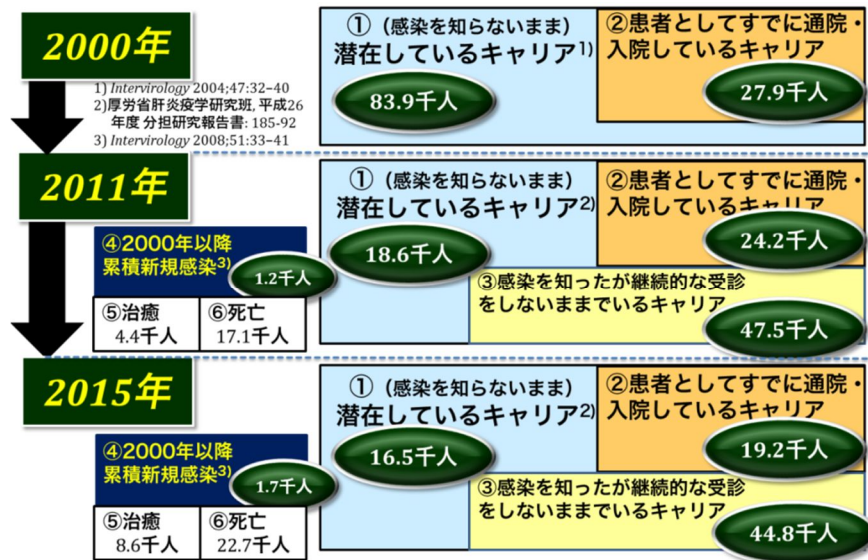 2000年
1) Intervirology 2004;47:32–40
2)厚労省肝炎疫学研究班, 平成26
年度 分担研究報告書: 185-92
3) Intervirology 2008;51:33–41
① (感染を知らないまま)
潜在しているキャリア1)
83.9千人
②患者としてすでに通院・
入院しているキャリア
27.9千人
2011年
①(感染を知らないまま)
潜在しているキャリア2)
18.6千人
②患者としてすでに通院・
入院しているキャリア
24.2千人
③感染を知ったが継続的な受診
をしないままでいるキャリア
47.5千人
④2000年以降
累積新規感染3)
1.2千人
⑤治癒
4.4千人
⑥死亡
17.1千人
2015年
①(感染を知らないまま)
潜在しているキャリア2)
16.5千人
②患者としてすでに通院・
入院しているキャリア
19.2千人
③感染を知ったが継続的な受診
をしないままでいるキャリア
44.8千人
④2000年以降
累積新規感染3)
1.7千人
⑤治癒
8.6千人
⑥死亡
22.7千人